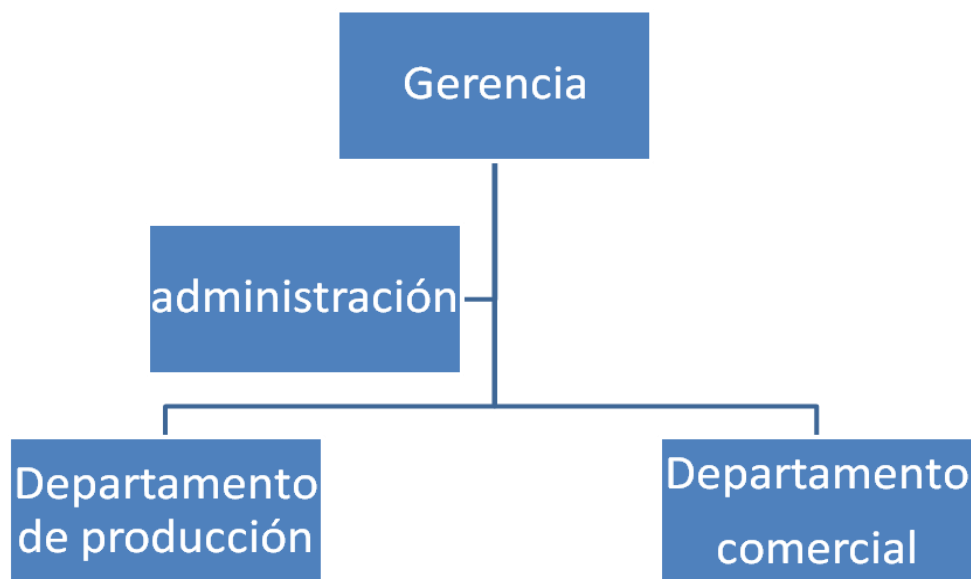 Gerencia
administración
Departamento
de producción
Departamento
comercial